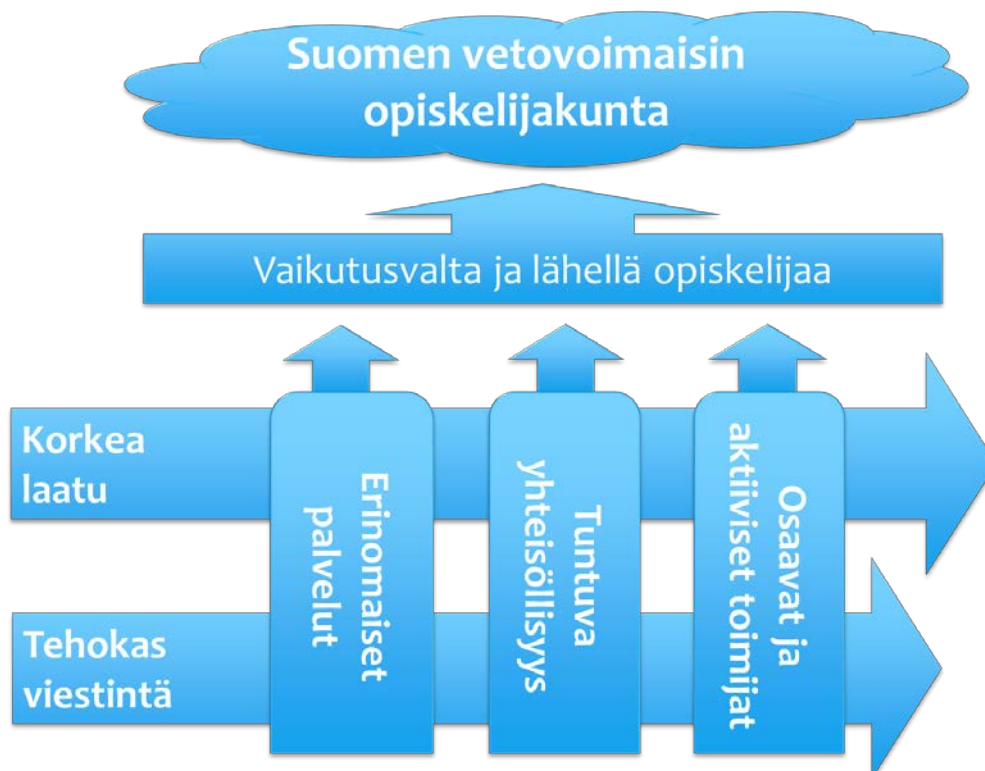 Suomen vetovoimaisin
opiskelijakunta
Vaikutusvalta ja lähellä opiskelijaa
Korkea
laatu
Tehokas
viestintä
Erinomaiset
palvelut
Tuntuva
yhteisöllisyys
Osaavat ja
aktiiviset toimijat